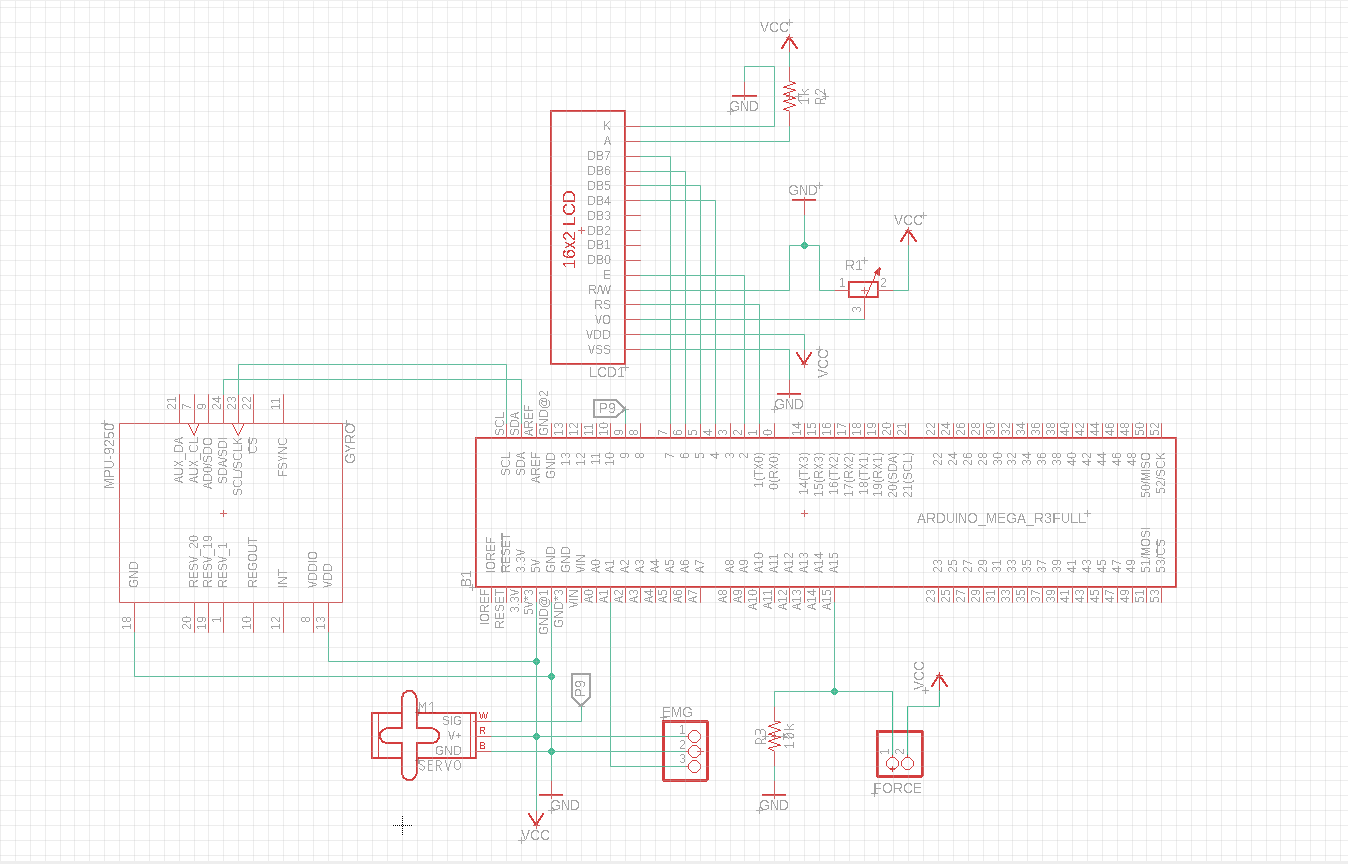 VCC
1k
R2
GND
K
A
DB7
DB6
DB5
DB4
DB3
DB2
DB1
DB0
E
R/W
RS
VO
VDD
VSS
16x2 LCD
LCD1
GND
VCC
R1
1
2
3
VCC
GND
P9
21 7 9 24 23 22 11
MPU-9250
GYRO
AUX_DA AUX_CL AD0/SDO SDA/SDI SCL/SCLK CS FSYNC
GND RESV_20 RESV_19 RESV_1 REGOUT INT VDDIO VDD
18 20 19 1 10 12 8 13
SCL SDA AREF GND@2 13 12 11 10 9 8 7 6 5 4 3 2 1 0 14 15 16 17 18 19 20 21 22 24 26 28 30 32 34 36 38 40 42 44 46 48 50 52
SCL SDA AREF GND 13 12 11 10 9 8 7 6 5 4 3 2 1(TX0) 0(RX0) 14(TX3) 15(RX3) 16(TX2) 17(RX2) 18(TX1) 19(RX1) 20(SDA) 21(SCL) 22 24 26 28 30 32 34 36 38 40 42 44 46 48 50/MISO 52/SCK
ARDUINO_MEGA_R3FULL
B1
IOREF RESET 3.3V 5V GND GND VIN A0 A1 A2 A3 A4 A5 A6 A7 A8 A9 A10 A11 A12 A13 A14 A15 23 25 27 29 31 33 35 37 39 41 43 45 47 49 51/MOSI 53/CS
IOREF RESET 3.3V 5V*3 GND@1 GND*3 VIN A0 A1 A2 A3 A4 A5 A6 A7 A8 A9 A10 A11 A12 A13 A14 A15 23 25 27 29 31 33 35 37 39 41 43 45 47 49 51 53
P9
M1
SIG
V+
GND
W
R
B
SERVO
EMG
1
2
3
R3
10k
VCC
1
2
FORCE
GND
GND
VCC